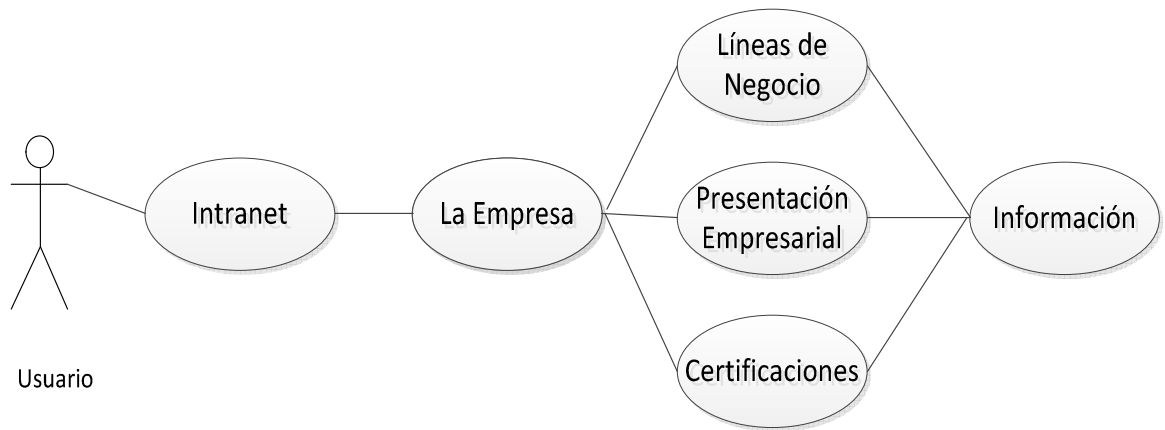 Líneas de
Negocio
Intranet
La Empresa
Presentación
Empresarial
Información
Certificaciones
Usuario